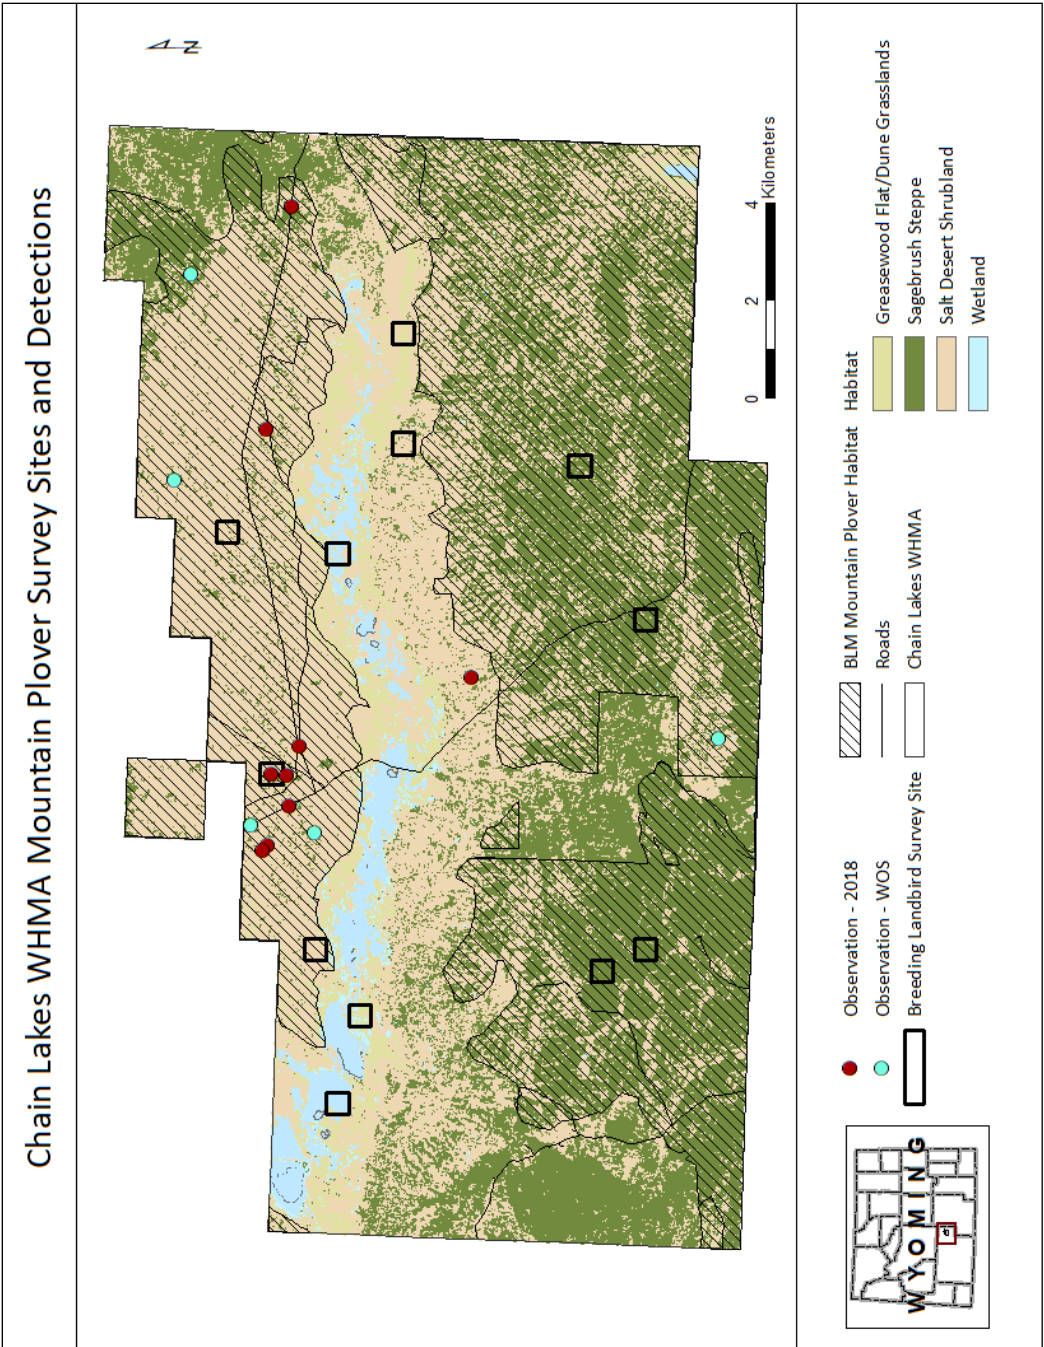 Chain Lakes WHMA Mountain Plover Survey Sites and Detections
N
0 2 4
Kilometers
WYOMING
Observation - 2018
Observation - WOS
Breeding Landbird Survey Site
BLM Mountain Plover Habitat
Roads
Chain Lakes WHMA
Habitat
Greasewood Flat/Dune Grasslands
Sagebrush Steppe
Salt Desert Shrubland
Wetland